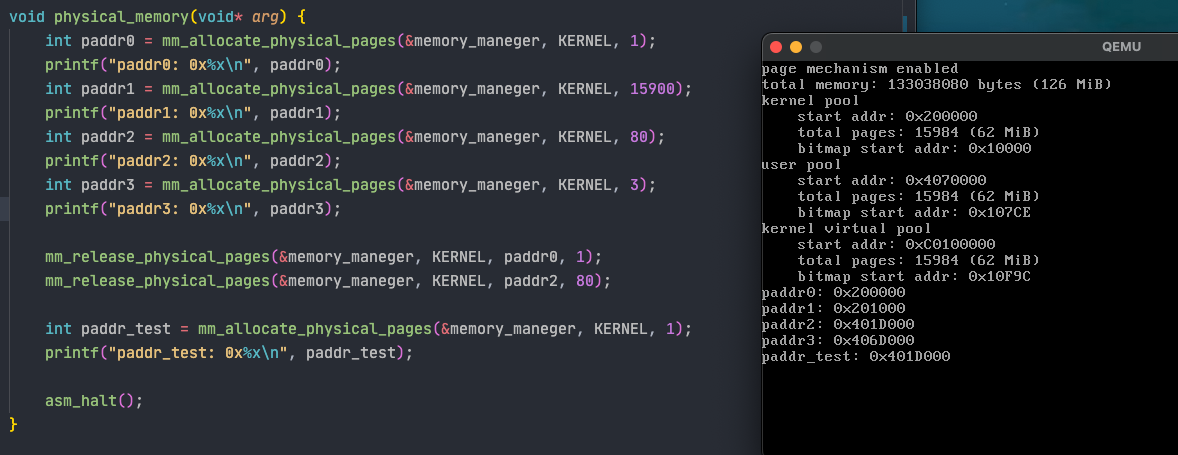 void physical_memory(void* arg) {
    int paddr0 = mm_allocate_physical_pages(&memory_maneger, KERNEL, 1);
    printf("paddr0: 0x%x\n", paddr0);
    int paddr1 = mm_allocate_physical_pages(&memory_maneger, KERNEL, 15900);
    printf("paddr1: 0x%x\n", paddr1);
    int paddr2 = mm_allocate_physical_pages(&memory_maneger, KERNEL, 80);
    printf("paddr2: 0x%x\n", paddr2);
    int paddr3 = mm_allocate_physical_pages(&memory_maneger, KERNEL, 3);
    printf("paddr3: 0x%x\n", paddr3);

    mm_release_physical_pages(&memory_maneger, KERNEL, paddr0, 1);
    mm_release_physical_pages(&memory_maneger, KERNEL, paddr2, 80);

    int paddr_test = mm_allocate_physical_pages(&memory_maneger, KERNEL, 1);
    printf("paddr_test: 0x%x\n", paddr_test);

    asm_halt();
}
QEMU
page mechanism enabled
total memory: 133038080 bytes (126 MiB)
kernel pool
    start addr: 0x200000
    total pages: 15984 (62 MiB)
    bitmap start addr: 0x10000
user pool
    start addr: 0x4070000
    total pages: 15984 (62 MiB)
    bitmap start addr: 0x107CE
kernel virtual pool
    start addr: 0xC0100000
    total pages: 15984 (62 MiB)
    bitmap start addr: 0x10F9C
paddr0: 0x200000
paddr1: 0x201000
paddr2: 0x401D000
paddr3: 0x406D000
paddr_test: 0x401D000